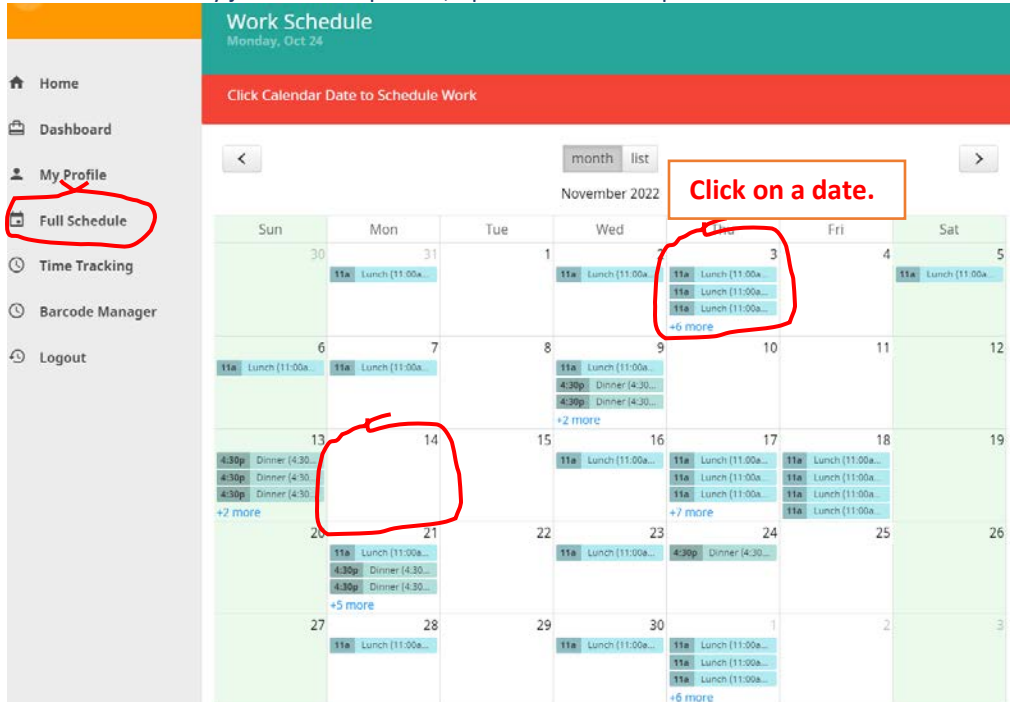 Work Schedule
Monday, Oct 24
Home
Click Calendar Date to Schedule Work
Dashboard
My Profile
Full Schedule
Time Tracking
Barcode Manager
Logout
< month list >
November 2022
Click on a date.
Sun Mon Tue Wed Fri Sat
30 31 1 2 3 4 5
11a Lunch (11:00a... 11a Lunch (11:00a... 11a Lunch (11:00a... 11a Lunch (11:00a...
11a Lunch (11:00a...
11a Lunch (11:00a...
+6 more
6 7 8 9 10 11 12
11a Lunch (11:00a... 11a Lunch (11:00a... 11a Lunch (11:00a...
4:30p Dinner (4:30...
4:30p Dinner (4:30...
+2 more
13 14 15 16 17 18 19
4:30p Dinner (4:30... 11a Lunch (11:00a... 11a Lunch (11:00a... 11a Lunch (11:00a...
4:30p Dinner (4:30... 11a Lunch (11:00a... 11a Lunch (11:00a...
4:30p Dinner (4:30... 11a Lunch (11:00a... 11a Lunch (11:00a...
+2 more +7 more
20 21 22 23 24 25 26
11a Lunch (11:00a... 11a Lunch (11:00a... 4:30p Dinner (4:30...
4:30p Dinner (4:30...
4:30p Dinner (4:30...
+5 more
27 28 29 30 1 2 3
11a Lunch (11:00a... 11a Lunch (11:00a... 11a Lunch (11:00a...
11a Lunch (11:00a...
11a Lunch (11:00a...
+6 more